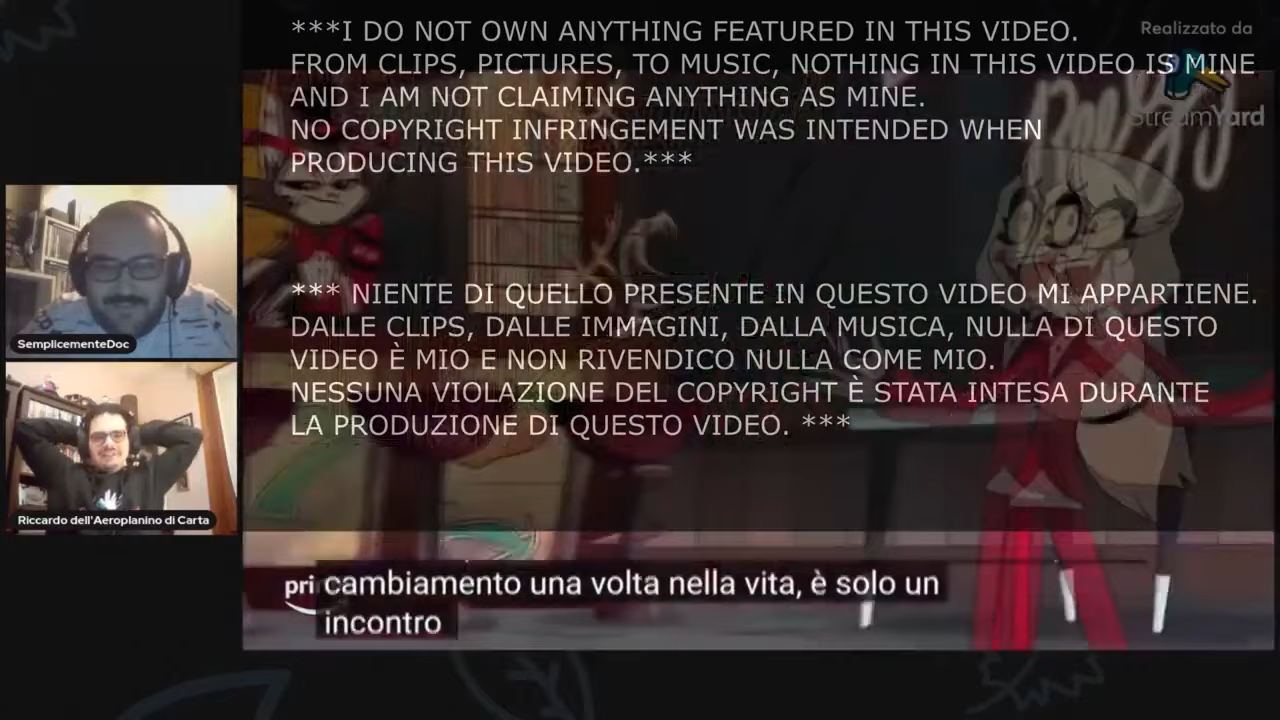 ***I DO NOT OWN ANYTHING FEATURED IN THIS VIDEO.
FROM CLIPS, PICTURES, TO MUSIC, NOTHING IN THIS VIDEO IS MINE
AND I AM NOT CLAIMING ANYTHING AS MINE.
NO COPYRIGHT INFRINGEMENT WAS INTENDED WHEN
PRODUCING THIS VIDEO.***
Realizzato da
StreamYard
*** NIENTE DI QUELLO PRESENTE IN QUESTO VIDEO MI APPARTIENE.
DALLE CLIPS, DALLE IMMAGINI, DALLA MUSICA, NULLA DI QUESTO
VIDEO È MIO E NON RIVENDICO NULLA COME MIO.
NESSUNA VIOLAZIONE DEL COPYRIGHT È STATA INTESA DURANTE
LA PRODUZIONE DI QUESTO VIDEO. ***
SemplicementeDoc
Riccardo dell'Aeroplanino di Carta
pri
cambiamento una volta nella vita, è solo un
incontro